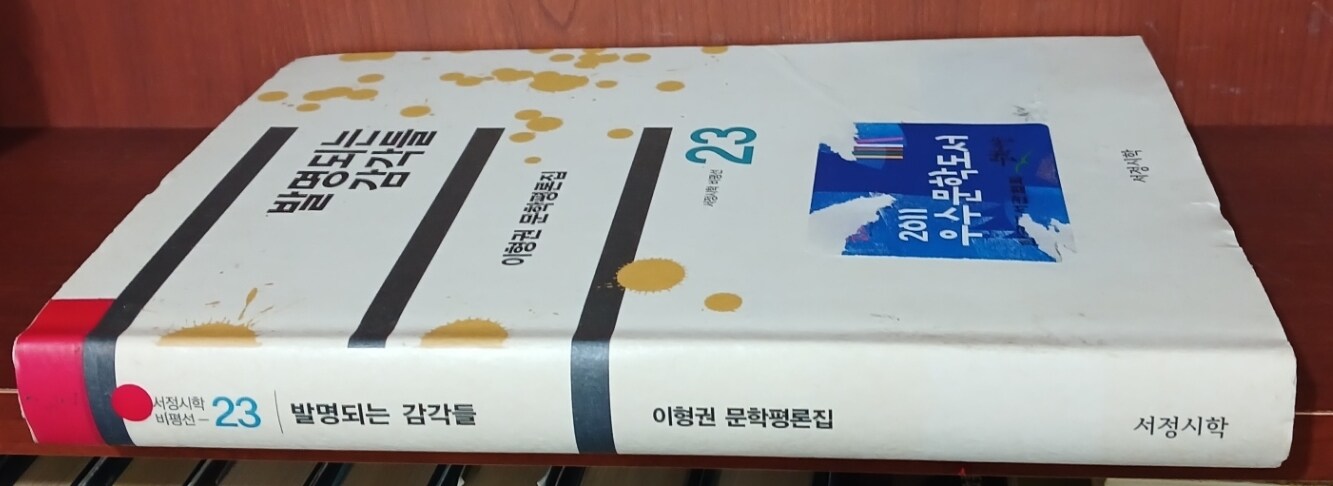 발명되는
감각들
이형권 문학평론집
서정시학 비평선
23
2011
우수문학도서
서정시학
서정시학
비평선 –
23
발명되는 감각들
이형권 문학평론집
서정시학